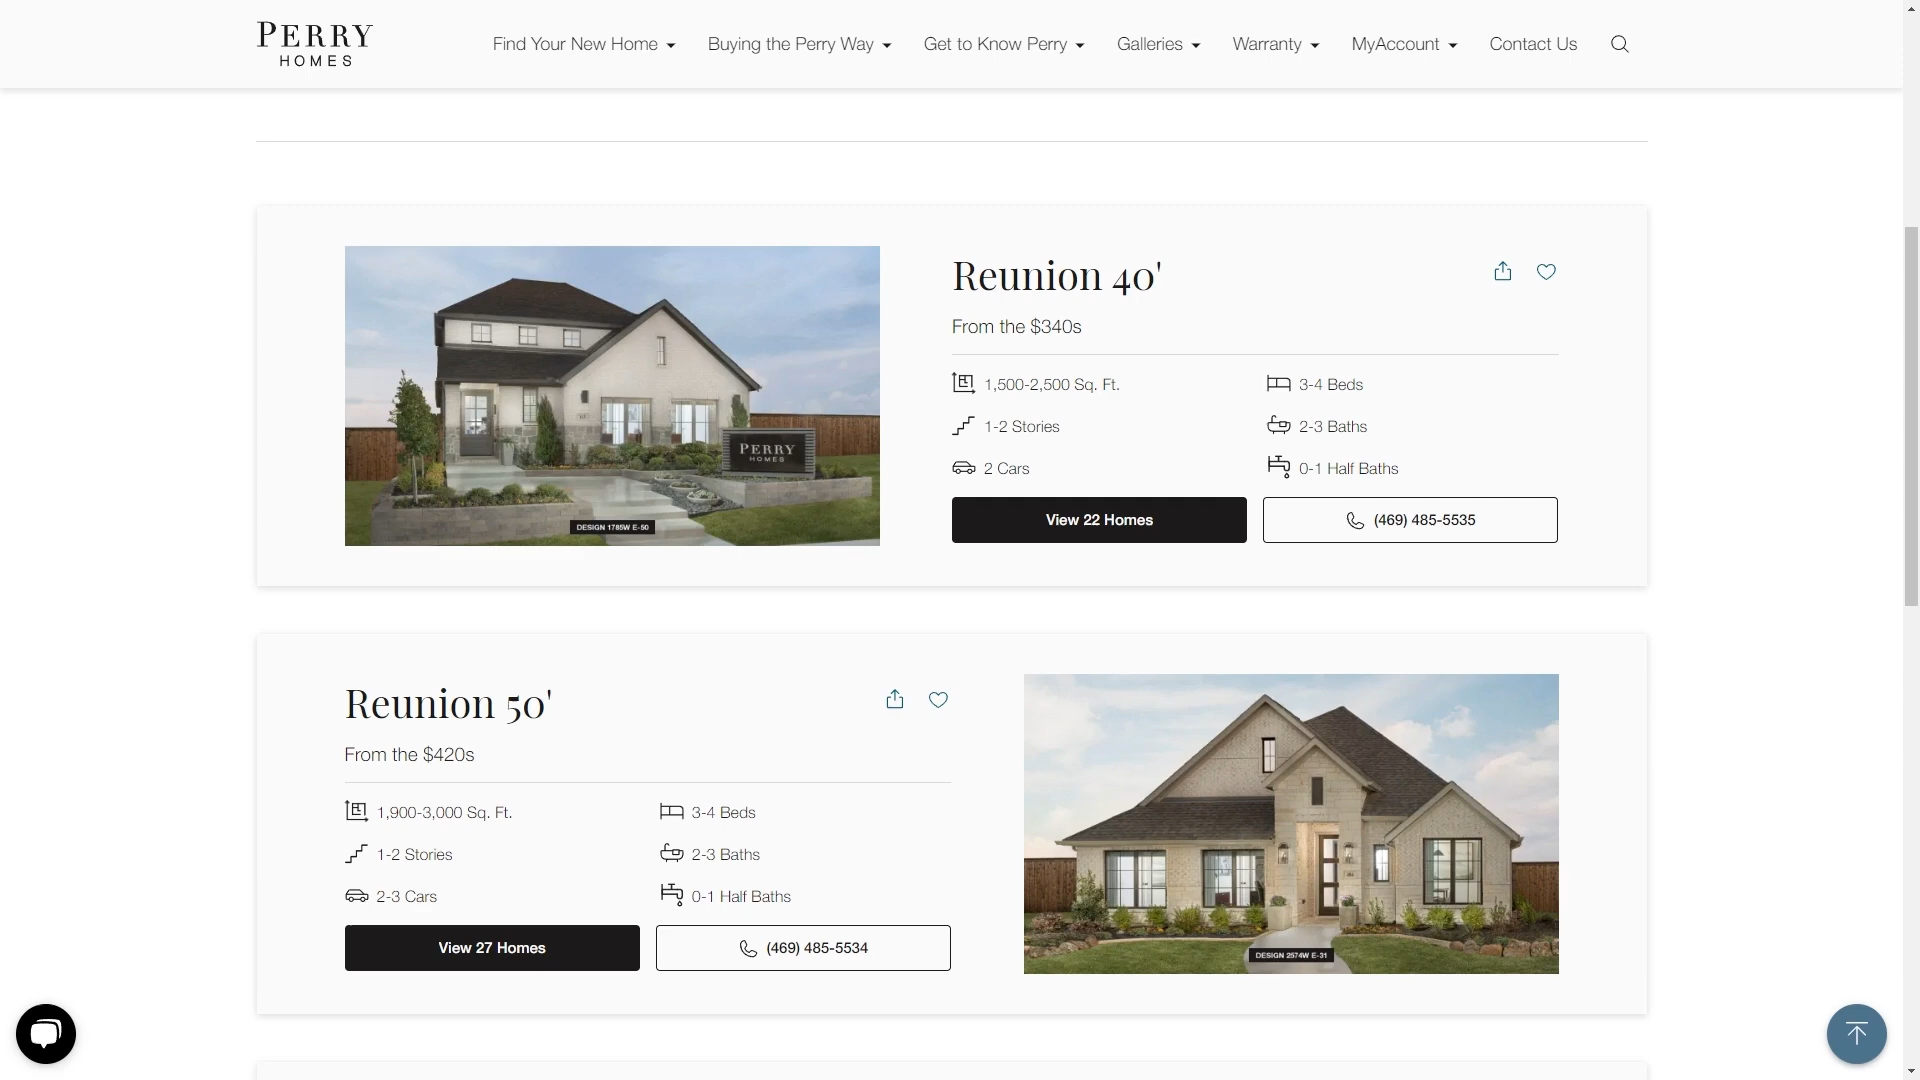 PERRY
HOMES
Find Your New Home
Buying the Perry Way
Get to Know Perry
Galleries
Warranty
MyAccount
Contact Us
PERRY
HOMES
DESIGN 1785W E-50
Reunion 40'
From the $340s
1,500-2,500 Sq. Ft.
3-4 Beds
1-2 Stories
2-3 Baths
2 Cars
0-1 Half Baths
View 22 Homes
(469) 485-5535
Reunion 50'
From the $420s
1,900-3,000 Sq. Ft.
3-4 Beds
1-2 Stories
2-3 Baths
2-3 Cars
0-1 Half Baths
View 27 Homes
(469) 485-5534
DESIGN 2574W E-31